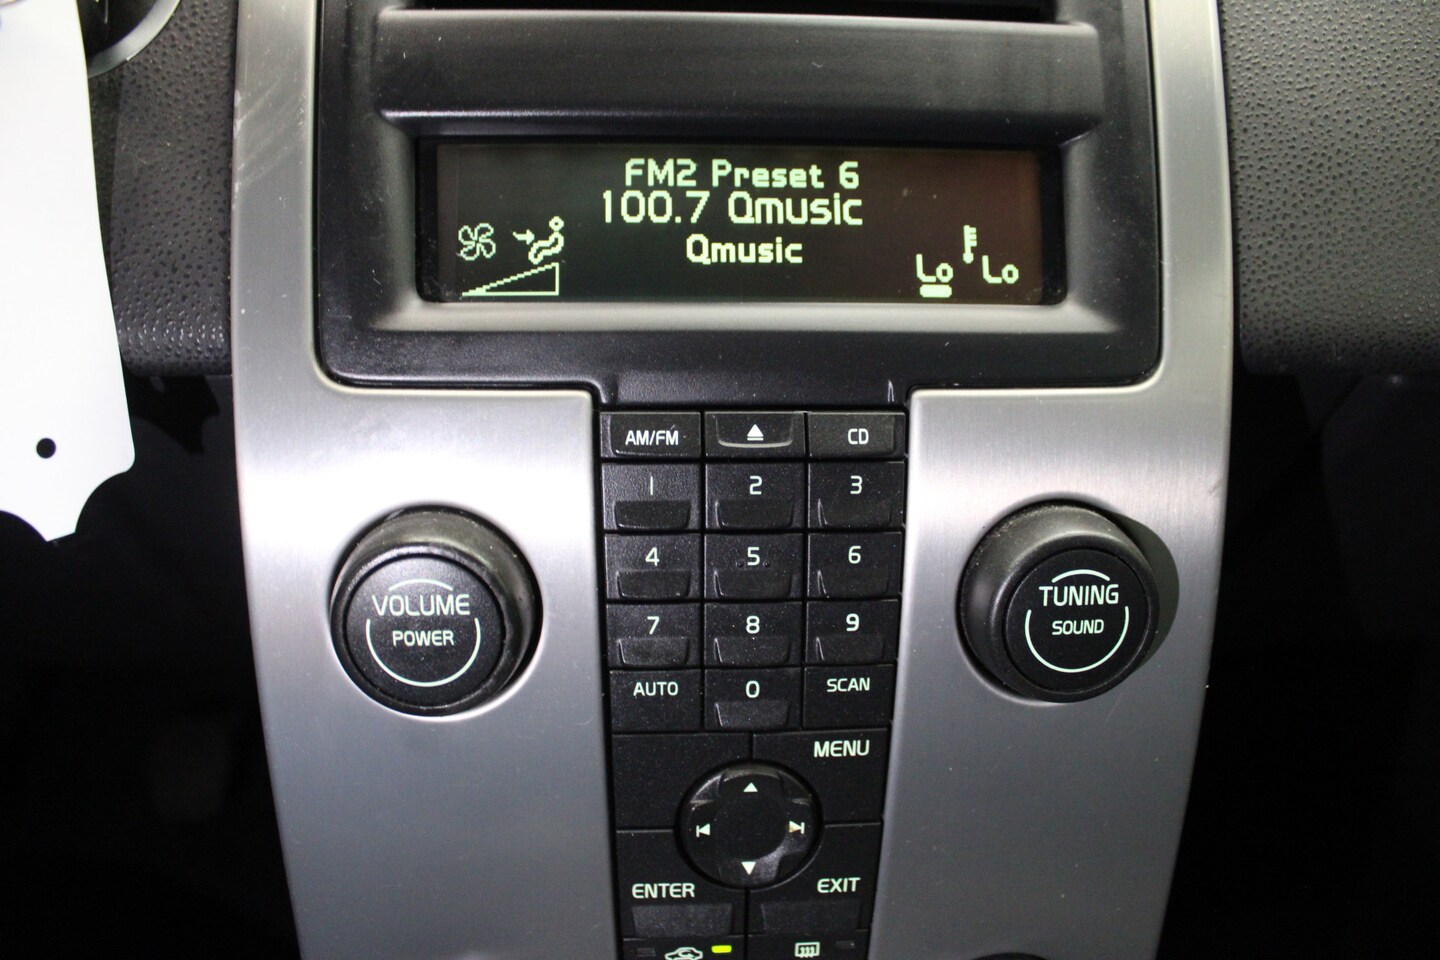 FM2 Preset 6
100.7 Qmusic
Qmusic
Lo Lo
AM/FM CD
1 2 3
4 5 6
7 8 9
AUTO 0 SCAN
VOLUME
POWER
TUNING
SOUND
MENU
ENTER EXIT